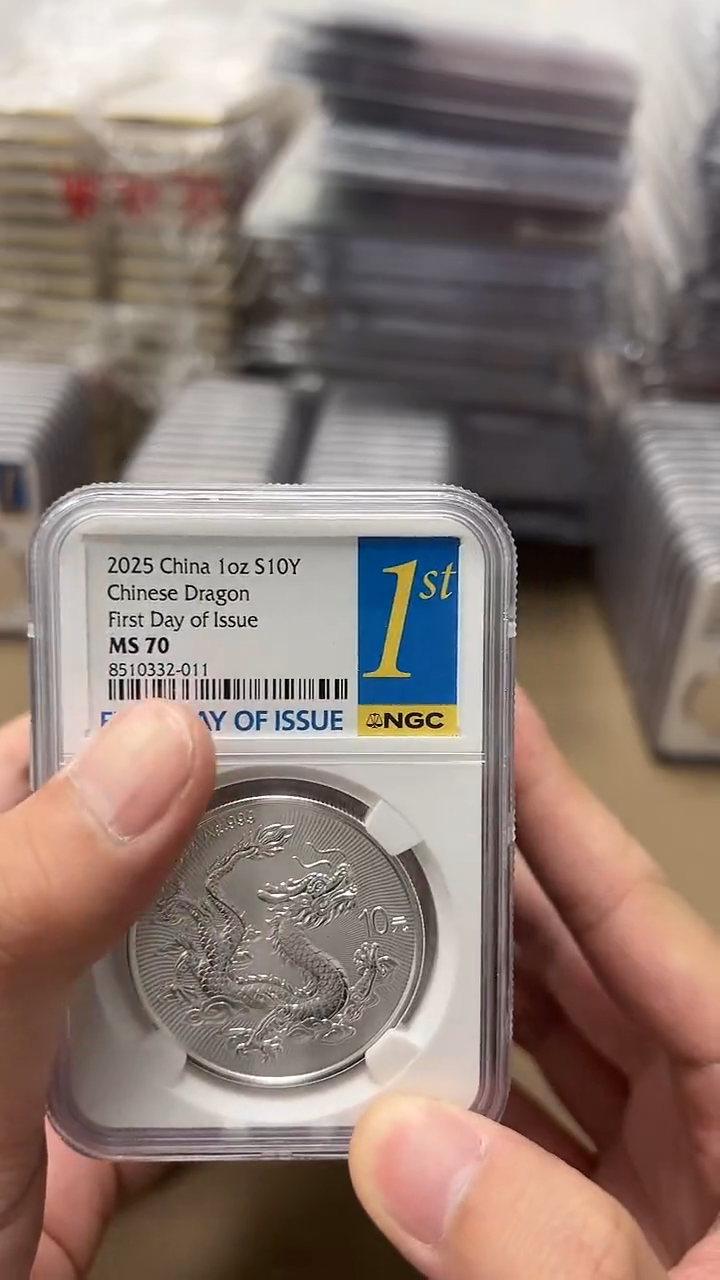 2025 China 1oz S10Y
Chinese Dragon
First Day of Issue
MS 70
8510332-011
1st
AY OF ISSUE
NGC
.999
10元